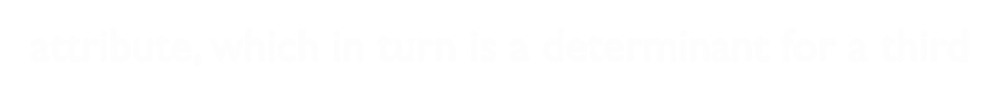 attribute, which in turn is a determinant for a third